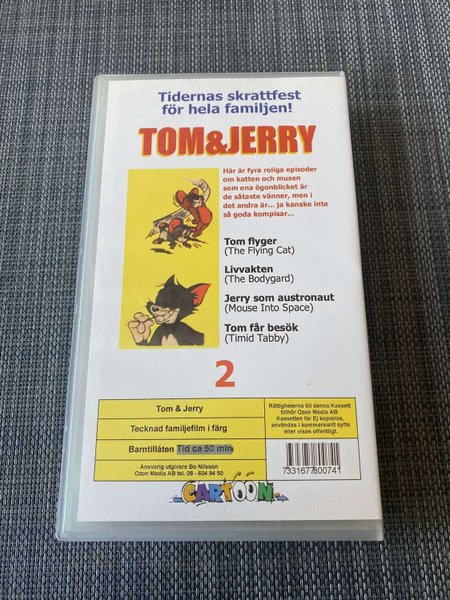 Tidernas skrattfest
för hela familjen!
TOM&JERRY
Här är fyra roliga episoder
om katten och musen
som ena ögonblicket är
de såtaste vänner, men i
det andra är... ja kanske inte
så goda kompisar...
Tom flyger
(The Flying Cat)
Livvakten
(The Bodygard)
Jerry som austronaut
(Mouse Into Space)
Tom får besök
(Timid Tabby)
2
Tom & Jerry
Tecknad familjefilm i färg
Barntillåten Tid ca 50 min
Ansvarig utgivare Bo Nilsson
Ozon Media AB tel. 08 - 604 94 50
Rättigheterna till denna Kassett
tillhör Ozon Media AB.
Kassetten får Ej kopieras,
användas i kommersiellt syfte
eller visas offentligt.
7331677800741
CARTOON